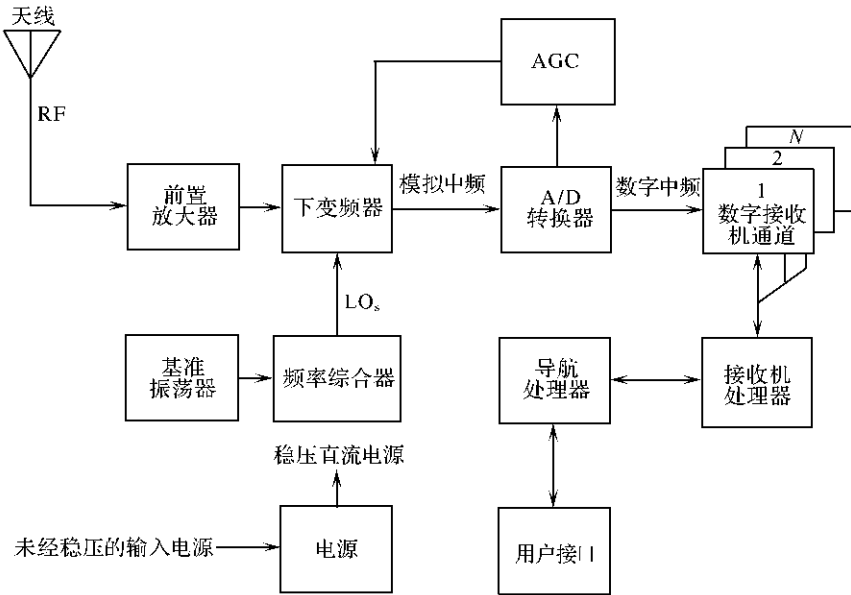 天线
AGC
RF
N
2
前置
放大器
下变频器
模拟中频
A/D
转换器
数字中频
1
数字接收
机通道
LOs
基准
振荡器
频率综合器
导航
处理器
接收机
处理器
稳压直流电源
未经稳压的输入电源
电源
用户接口